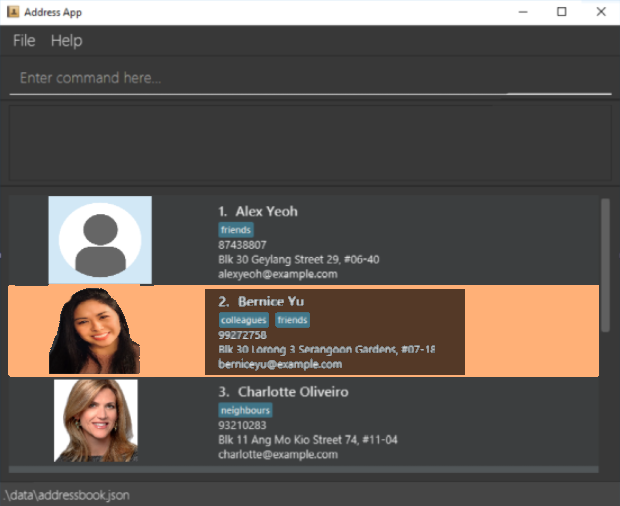 Address App
File Help
Enter command here...
1. Alex Yeoh
friends
87438807
Blk 30 Geylang Street 29, #06-40
alexyeoh@example.com
2. Bernice Yu
colleagues friends
99272758
Blk 30 Lorong 3 Serangoon Gardens, #07-18
berniceyu@example.com
3. Charlotte Oliveiro
neighbours
93210283
Blk 11 Ang Mo Kio Street 74, #11-04
charlotte@example.com
.\data\addressbook.json